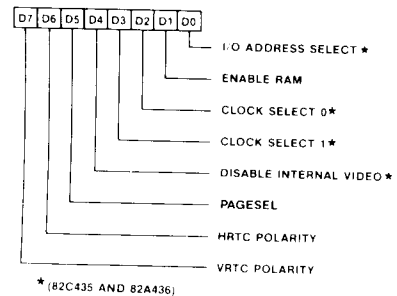 D7 D6 D5 D4 D3 D2 D1 D0
I/O ADDRESS SELECT *
ENABLE RAM
CLOCK SELECT 0 *
CLOCK SELECT 1 *
DISABLE INTERNAL VIDEO *
PAGESEL
HRTC POLARITY
VRTC POLARITY
* (82C435 AND 82A436)